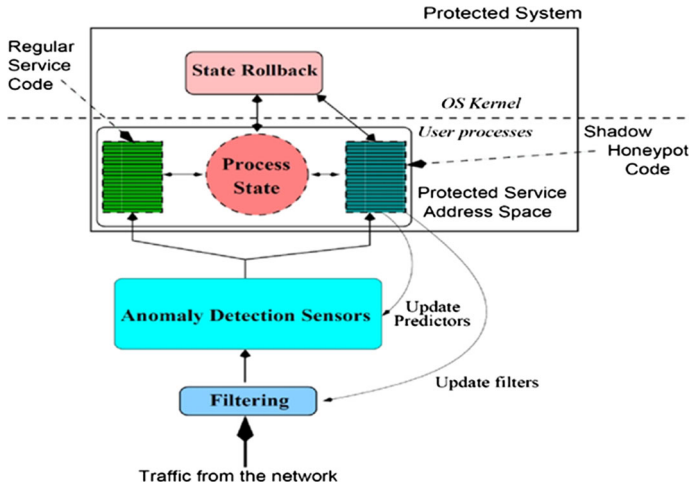 Protected System
Regular
Service
Code
State Rollback
OS Kernel
User processes
Shadow
Honeypot
Code
Process
State
Protected Service
Address Space
Anomaly Detection Sensors
Update
Predictors
Update filters
Filtering
Traffic from the network